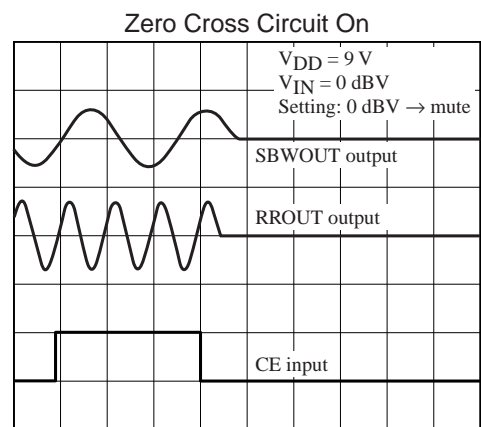 Zero Cross Circuit On
VDD = 9 V
VIN = 0 dBV
Setting: 0 dBV → mute
SBWOUT output
RROUT output
CE input